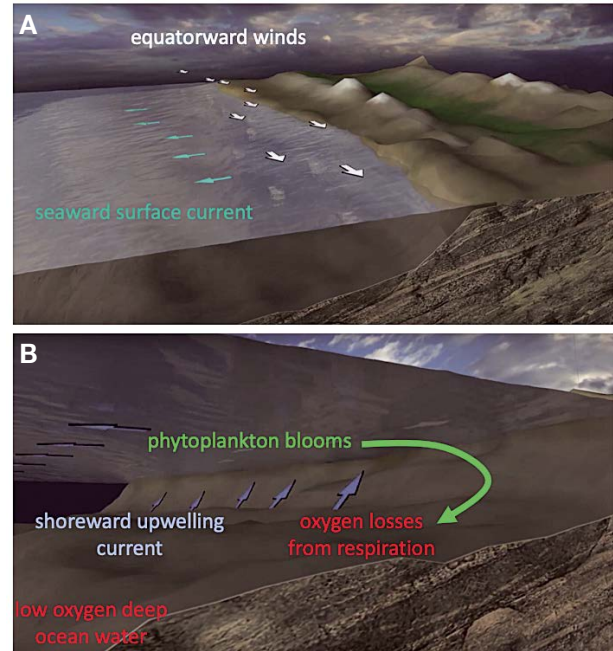 A
equatorward winds
seaward surface current
B
phytoplankton blooms
shoreward upwelling
current
oxygen losses
from respiration
low oxygen deep
ocean water